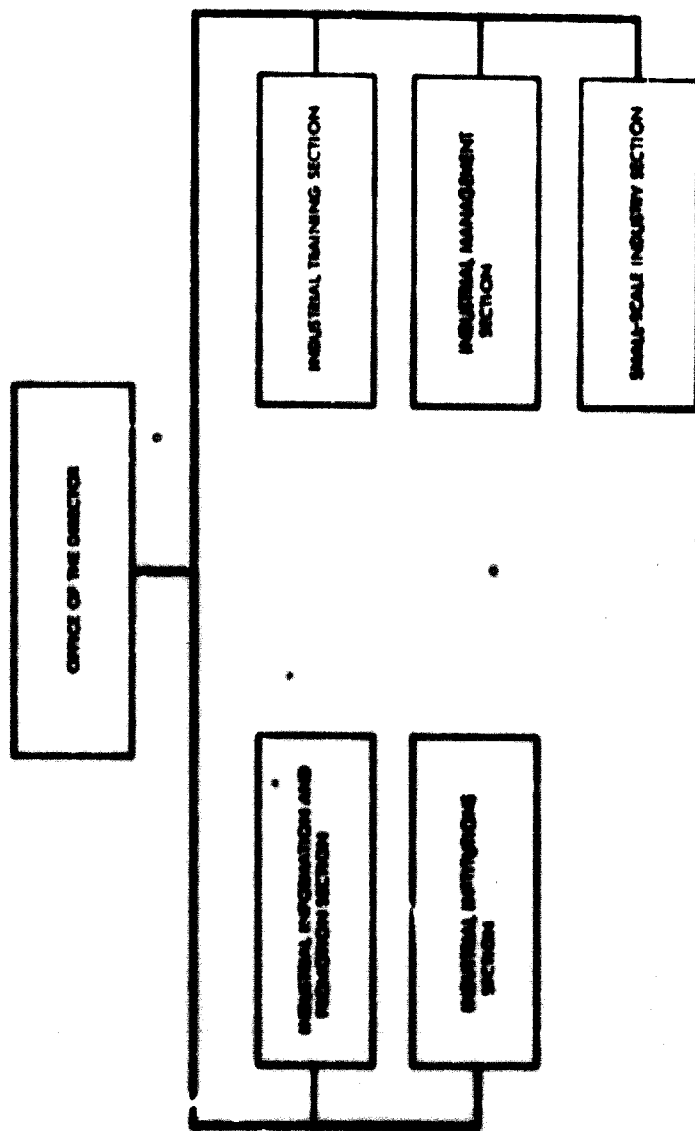 OFFICE OF THE DIRECTOR
INDUSTRIAL INFORMATION AND
PROMOTION SECTION
INDUSTRIAL INSTITUTIONS
SECTION
INDUSTRIAL TRAINING SECTION
INDUSTRIAL MANAGEMENT
SECTION
SMALL-SCALE INDUSTRY SECTION